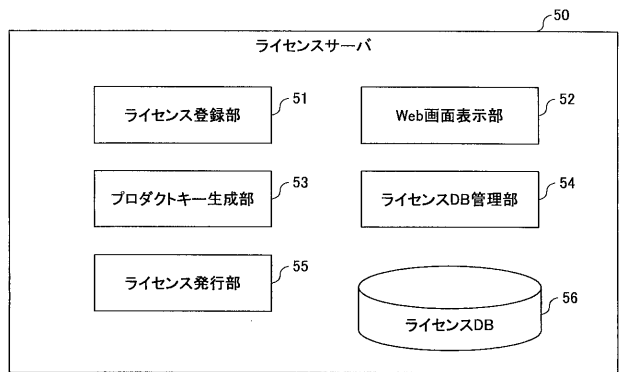 50
ライセンスサーバ
ライセンス登録部
51
Web画面表示部
52
プロダクトキー生成部
53
ライセンスDB管理部
54
ライセンス発行部
55
ライセンスDB
56